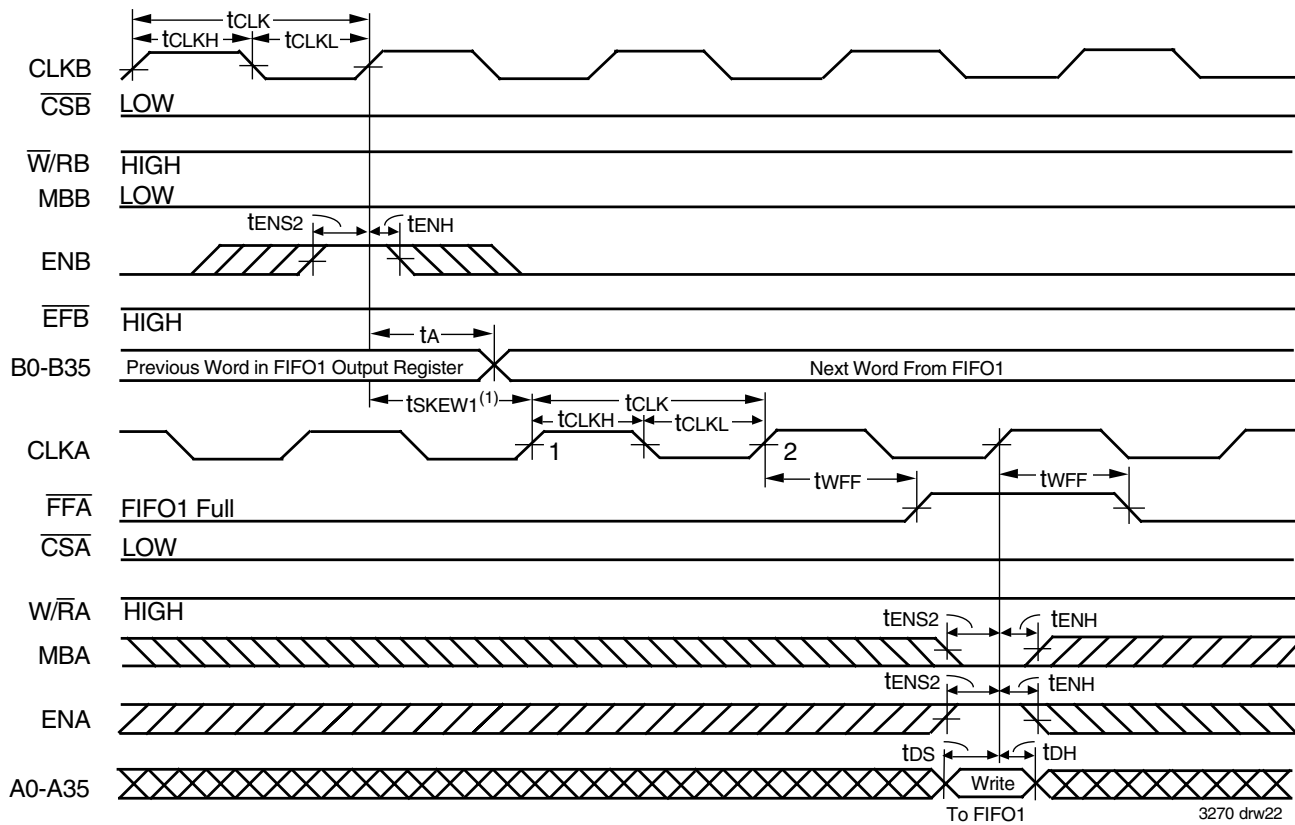 tCLK
tCLKH tCLKL
CLKB
CSB LOW
W/RB HIGH
MBB LOW
tENS2 tENH
ENB
EFB HIGH
tA
B0-B35 Previous Word in FIFO1 Output Register Next Word From FIFO1
tSKEW1(1) tCLK
tCLKH tCLKL
CLKA 1 2
tWFF tWFF
FFA FIFO1 Full
CSA LOW
W/RA HIGH
tENS2 tENH
MBA
tENS2 tENH
ENA
tDS tDH
A0-A35 Write
To FIFO1 3270 drw22